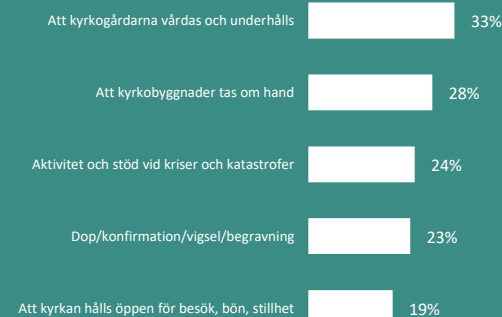 Att kyrkogårdarna vårdas och underhålls 33%
Att kyrkobyggnader tas om hand 28%
Aktivitet och stöd vid kriser och katastrofer 24%
Dop/konfirmation/vigsel/begravning 23%
Att kyrkan hålls öppen för besök, bön, stillhet 19%